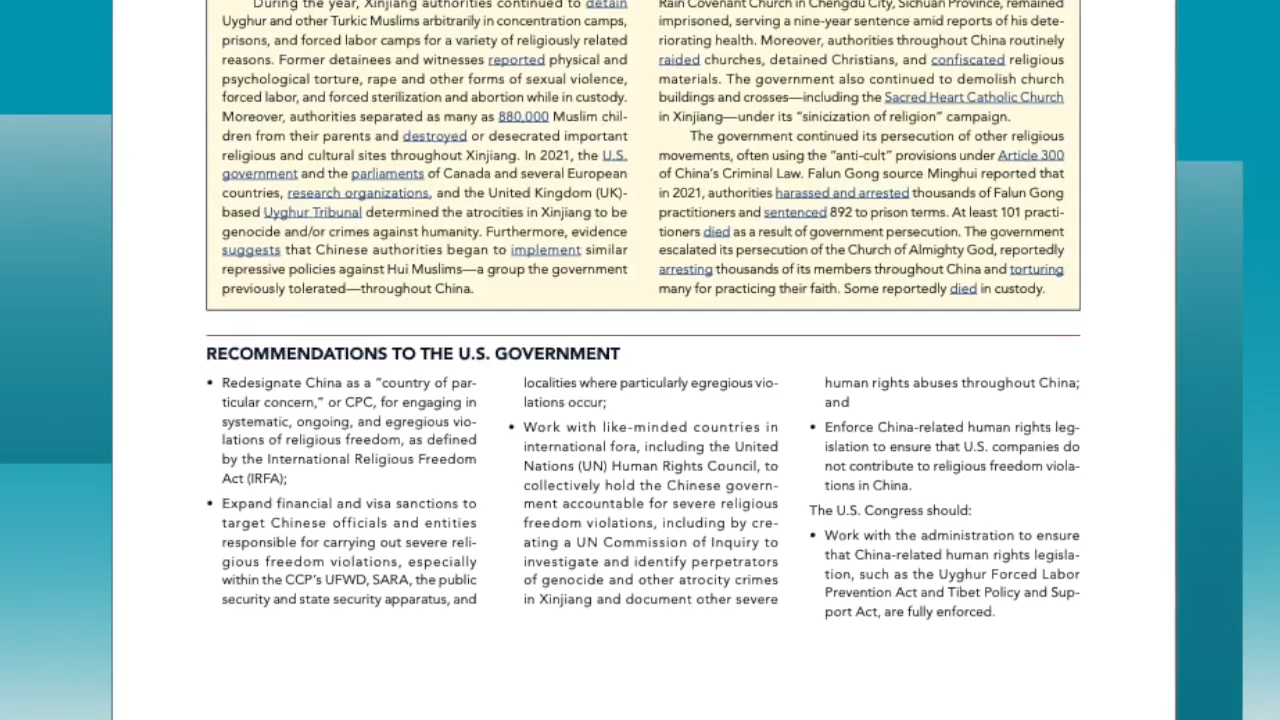 During the year, Xinjiang authorities continued to detain
Uyghur and other Turkic Muslims arbitrarily in concentration camps,
prisons, and forced labor camps for a variety of religiously related
reasons. Former detainees and witnesses reported physical and
psychological torture, rape and other forms of sexual violence,
forced labor, and forced sterilization and abortion while in custody.
Moreover, authorities separated as many as 880,000 Muslim chil-
dren from their parents and destroyed or desecrated important
religious and cultural sites throughout Xinjiang. In 2021, the U.S.
government and the parliaments of Canada and several European
countries, research organizations, and the United Kingdom (UK)-
based Uyghur Tribunal determined the atrocities in Xinjiang to be
genocide and/or crimes against humanity. Furthermore, evidence
suggests that Chinese authorities began to implement similar
repressive policies against Hui Muslims—a group the government
previously tolerated—throughout China.
Rain Covenant Church in Chengdu City, Sichuan Province, remained
imprisoned, serving a nine-year sentence amid reports of his dete-
riorating health. Moreover, authorities throughout China routinely
raided churches, detained Christians, and confiscated religious
materials. The government also continued to demolish church
buildings and crosses—including the Sacred Heart Catholic Church
in Xinjiang—under its “sinicization of religion” campaign.
The government continued its persecution of other religious
movements, often using the “anti-cult” provisions under Article 300
of China’s Criminal Law. Falun Gong source Minghui reported that
in 2021, authorities harassed and arrested thousands of Falun Gong
practitioners and sentenced 892 to prison terms. At least 101 practi-
tioners died as a result of government persecution. The government
escalated its persecution of the Church of Almighty God, reportedly
arresting thousands of its members throughout China and torturing
many for practicing their faith. Some reportedly died in custody.
RECOMMENDATIONS TO THE U.S. GOVERNMENT
• Redesignate China as a “country of par-
ticular concern,” or CPC, for engaging in
systematic, ongoing, and egregious vio-
lations of religious freedom, as defined
by the International Religious Freedom
Act (IRFA);
• Expand financial and visa sanctions to
target Chinese officials and entities
responsible for carrying out severe reli-
gious freedom violations, especially
within the CCP’s UFWD, SARA, the public
security and state security apparatus, and
localities where particularly egregious vio-
lations occur;
• Work with like-minded countries in
international fora, including the United
Nations (UN) Human Rights Council, to
collectively hold the Chinese govern-
ment accountable for severe religious
freedom violations, including by cre-
ating a UN Commission of Inquiry to
investigate and identify perpetrators
of genocide and other atrocity crimes
in Xinjiang and document other severe
human rights abuses throughout China;
and
• Enforce China-related human rights leg-
islation to ensure that U.S. companies do
not contribute to religious freedom viola-
tions in China.
The U.S. Congress should:
• Work with the administration to ensure
that China-related human rights legisla-
tion, such as the Uyghur Forced Labor
Prevention Act and Tibet Policy and Sup-
port Act, are fully enforced.